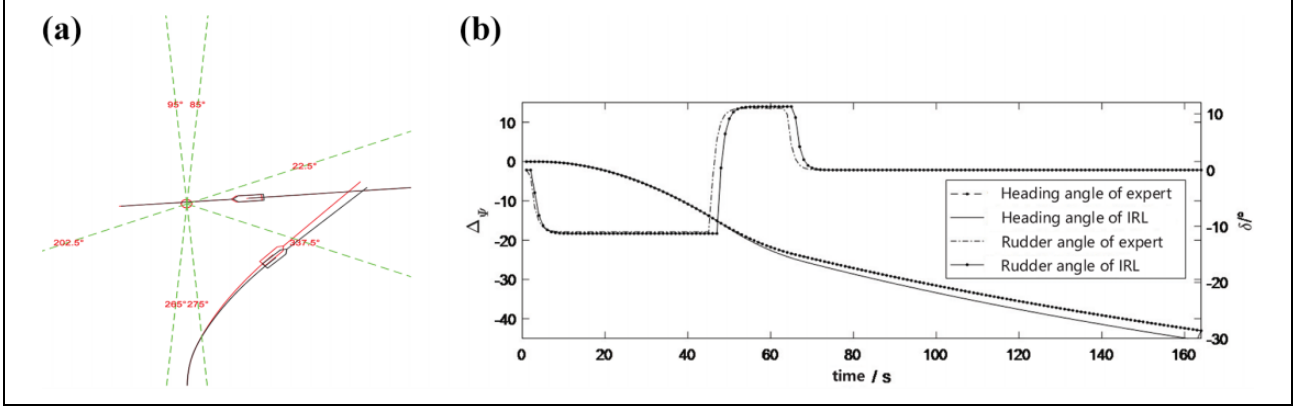 (a)
95° 85°
22.5°
202.5°
337.5°
265° 275°
(b)
10
0
-10
-20
-30
-40
Δψ
10
0
-10
-20
-30
δ/°
0 20 40 60 80 100 120 140 160
time / s
Heading angle of expert
Heading angle of IRL
Rudder angle of expert
Rudder angle of IRL